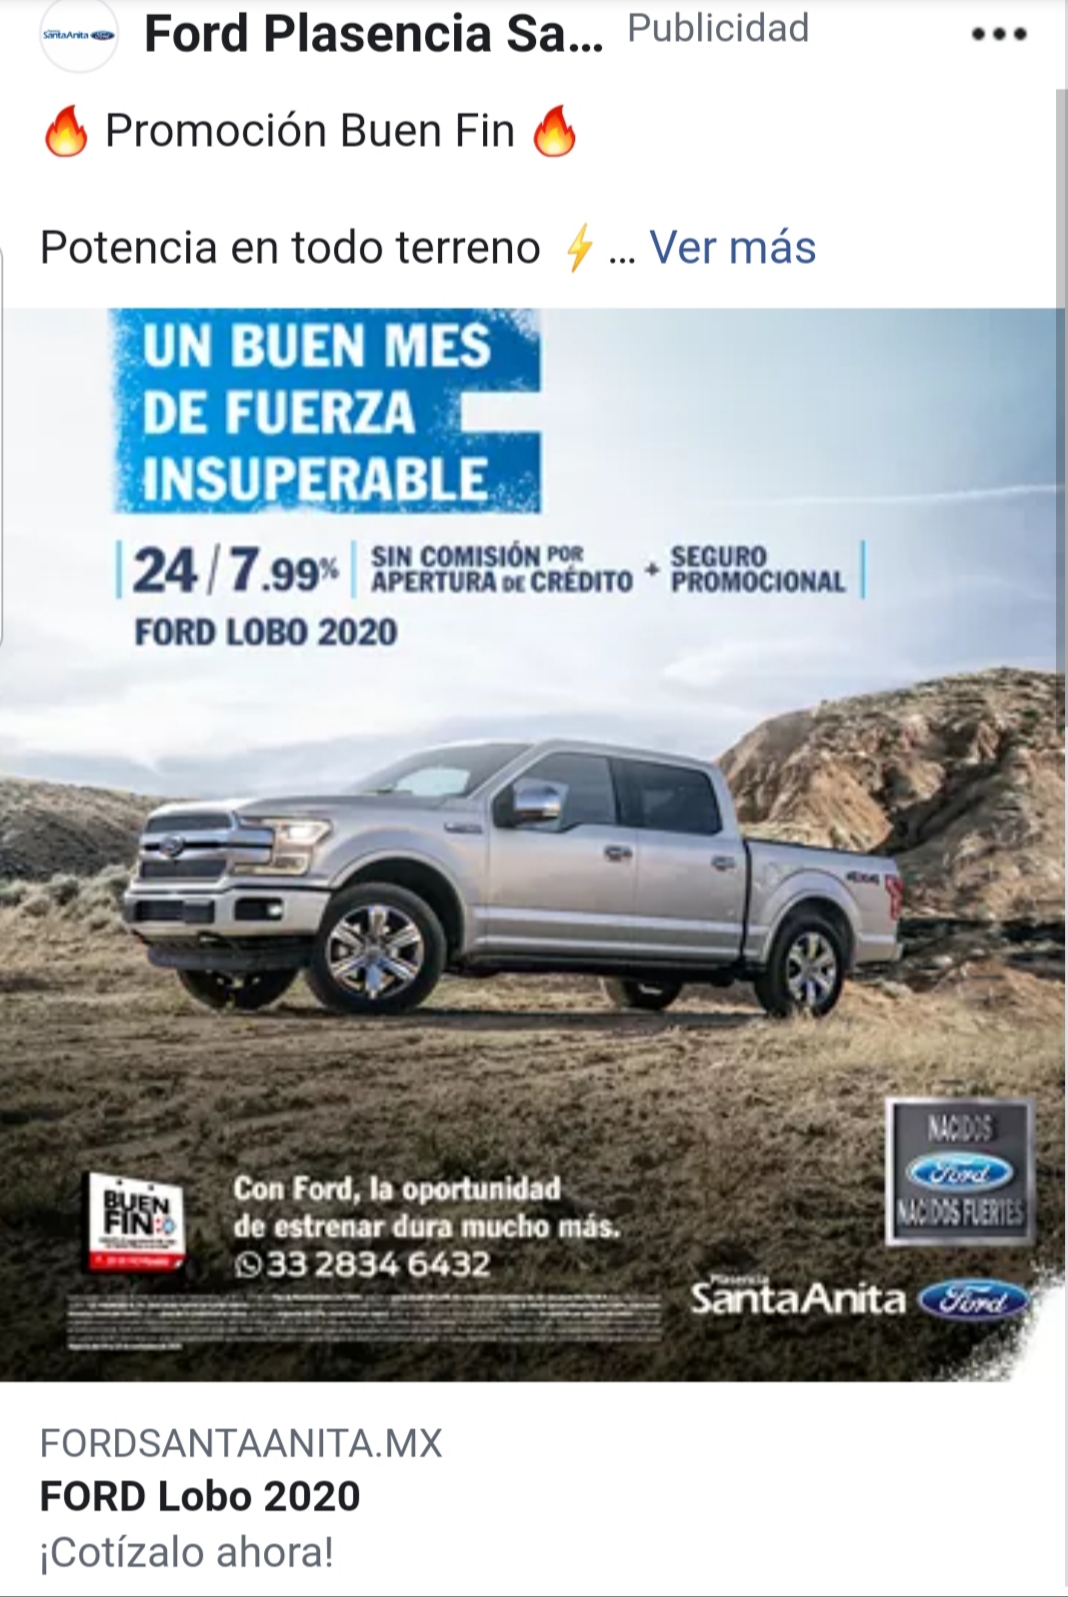 SantaAnita Ford
Ford Plasencia Sa... Publicidad
🔥 Promoción Buen Fin 🔥
Potencia en todo terreno ⚡... Ver más
UN BUEN MES
DE FUERZA
INSUPERABLE
24/7.99% SIN COMISIÓN POR APERTURA DE CRÉDITO + SEGURO PROMOCIONAL
FORD LOBO 2020
4X4
BUEN
FIN
Con Ford, la oportunidad
de estrenar dura mucho más.
33 2834 6432
NACIDOS
Ford
NACIDOS FUERTES
Plasencia
SantaAnita Ford
FORDSANTAANITA.MX
FORD Lobo 2020
¡Cotízalo ahora!